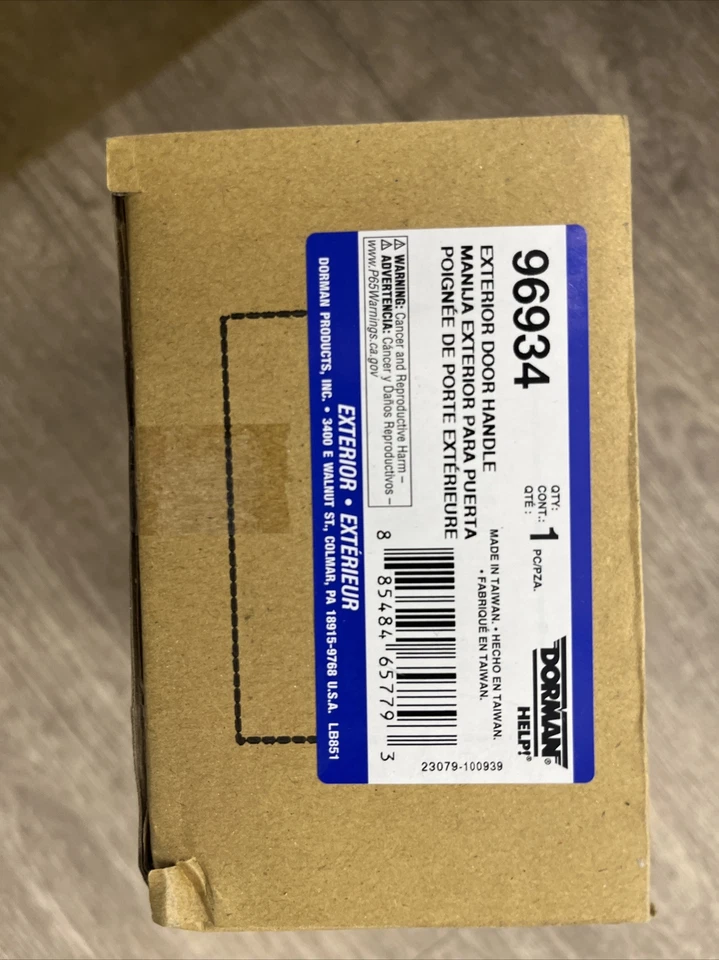 96934
QTY:
CONT.: 1 PC/PZA.
QTÉ :
DORMAN®
HELP!®
EXTERIOR DOOR HANDLE
MANIJA EXTERIOR PARA PUERTA
POIGNÉE DE PORTE EXTÉRIEURE
MADE IN TAIWAN. • HECHO EN TAIWAN.
• FABRIQUÉ EN TAIWAN.
⚠ WARNING: Cancer and Reproductive Harm –
⚠ ADVERTENCIA: Cáncer y Daños Reproductivos –
www.P65Warnings.ca.gov
8 85484 65779 3
23079-100939
EXTERIOR • EXTÉRIEUR
DORMAN PRODUCTS, INC. • 3400 E WALNUT ST., COLMAR, PA 18915-9768 U.S.A. LB851